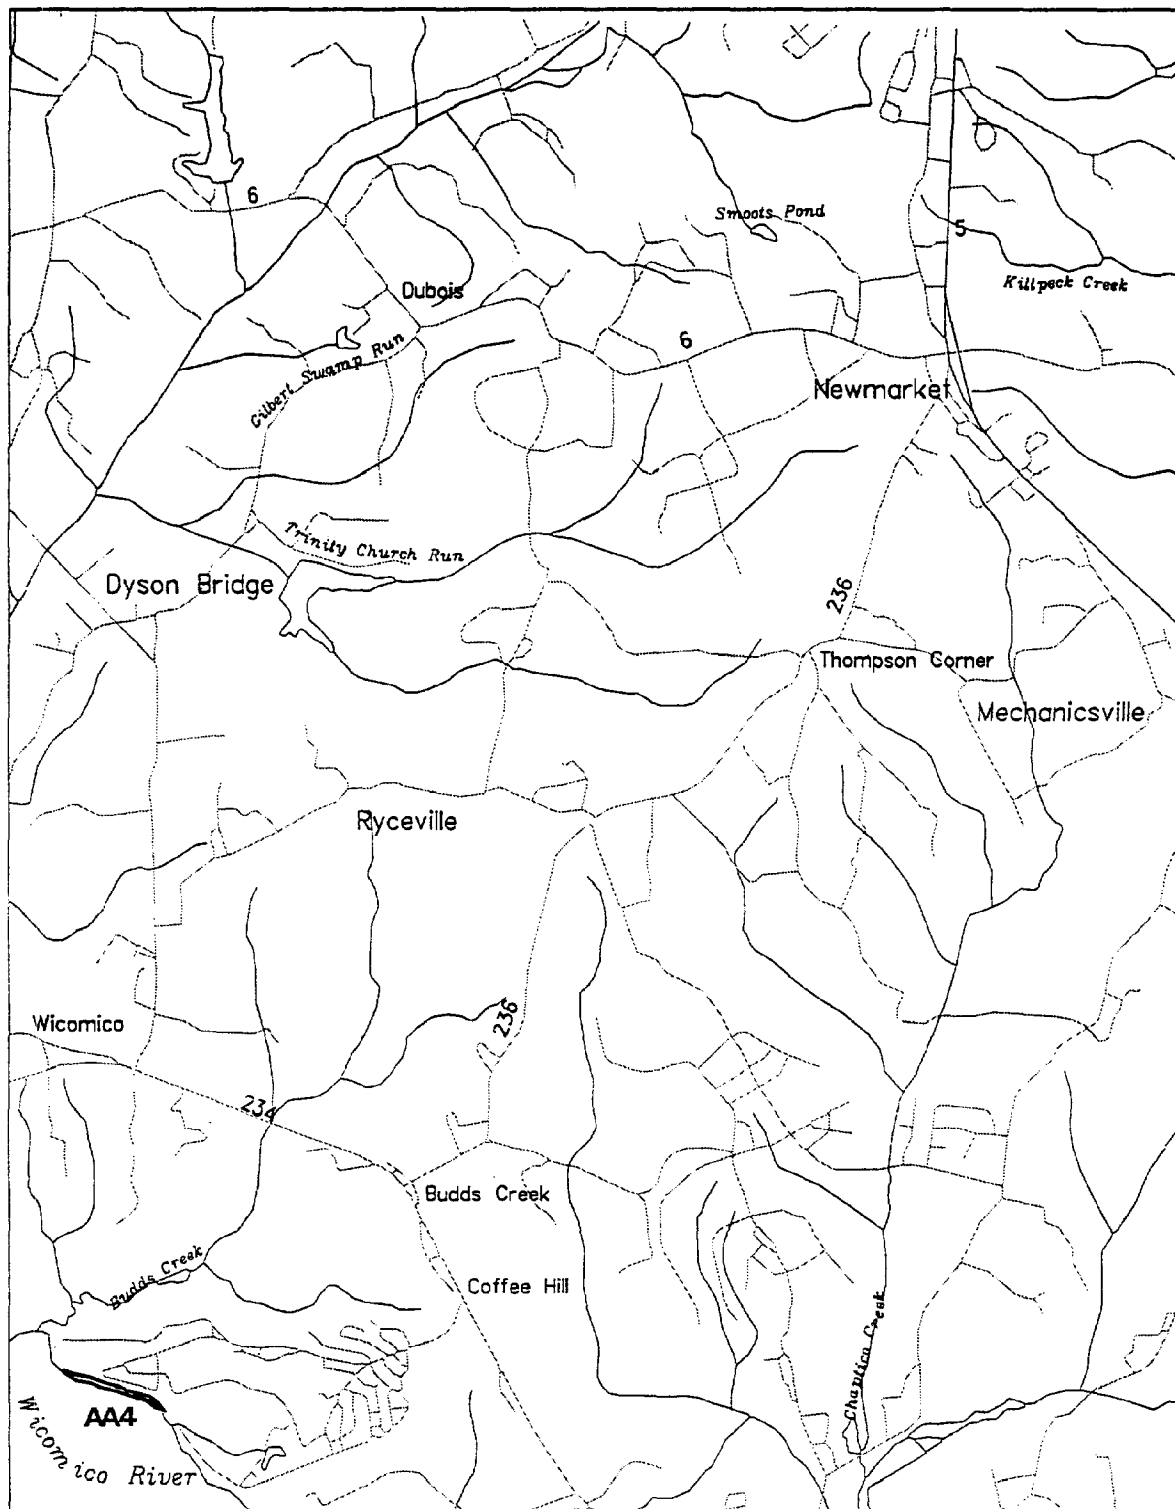 6
Smoots Pond
5
Killpeck Creek
Dubois
Gilbert Swamp Run
6
Newmarket
Trinity Church Run
Dyson Bridge
236
Thompson Corner
Mechanicsville
Ryceville
236
Wicomico
234
Budds Creek
Budds Creek
Coffee Hill
Chaptico Creek
AA4
Wicomico River